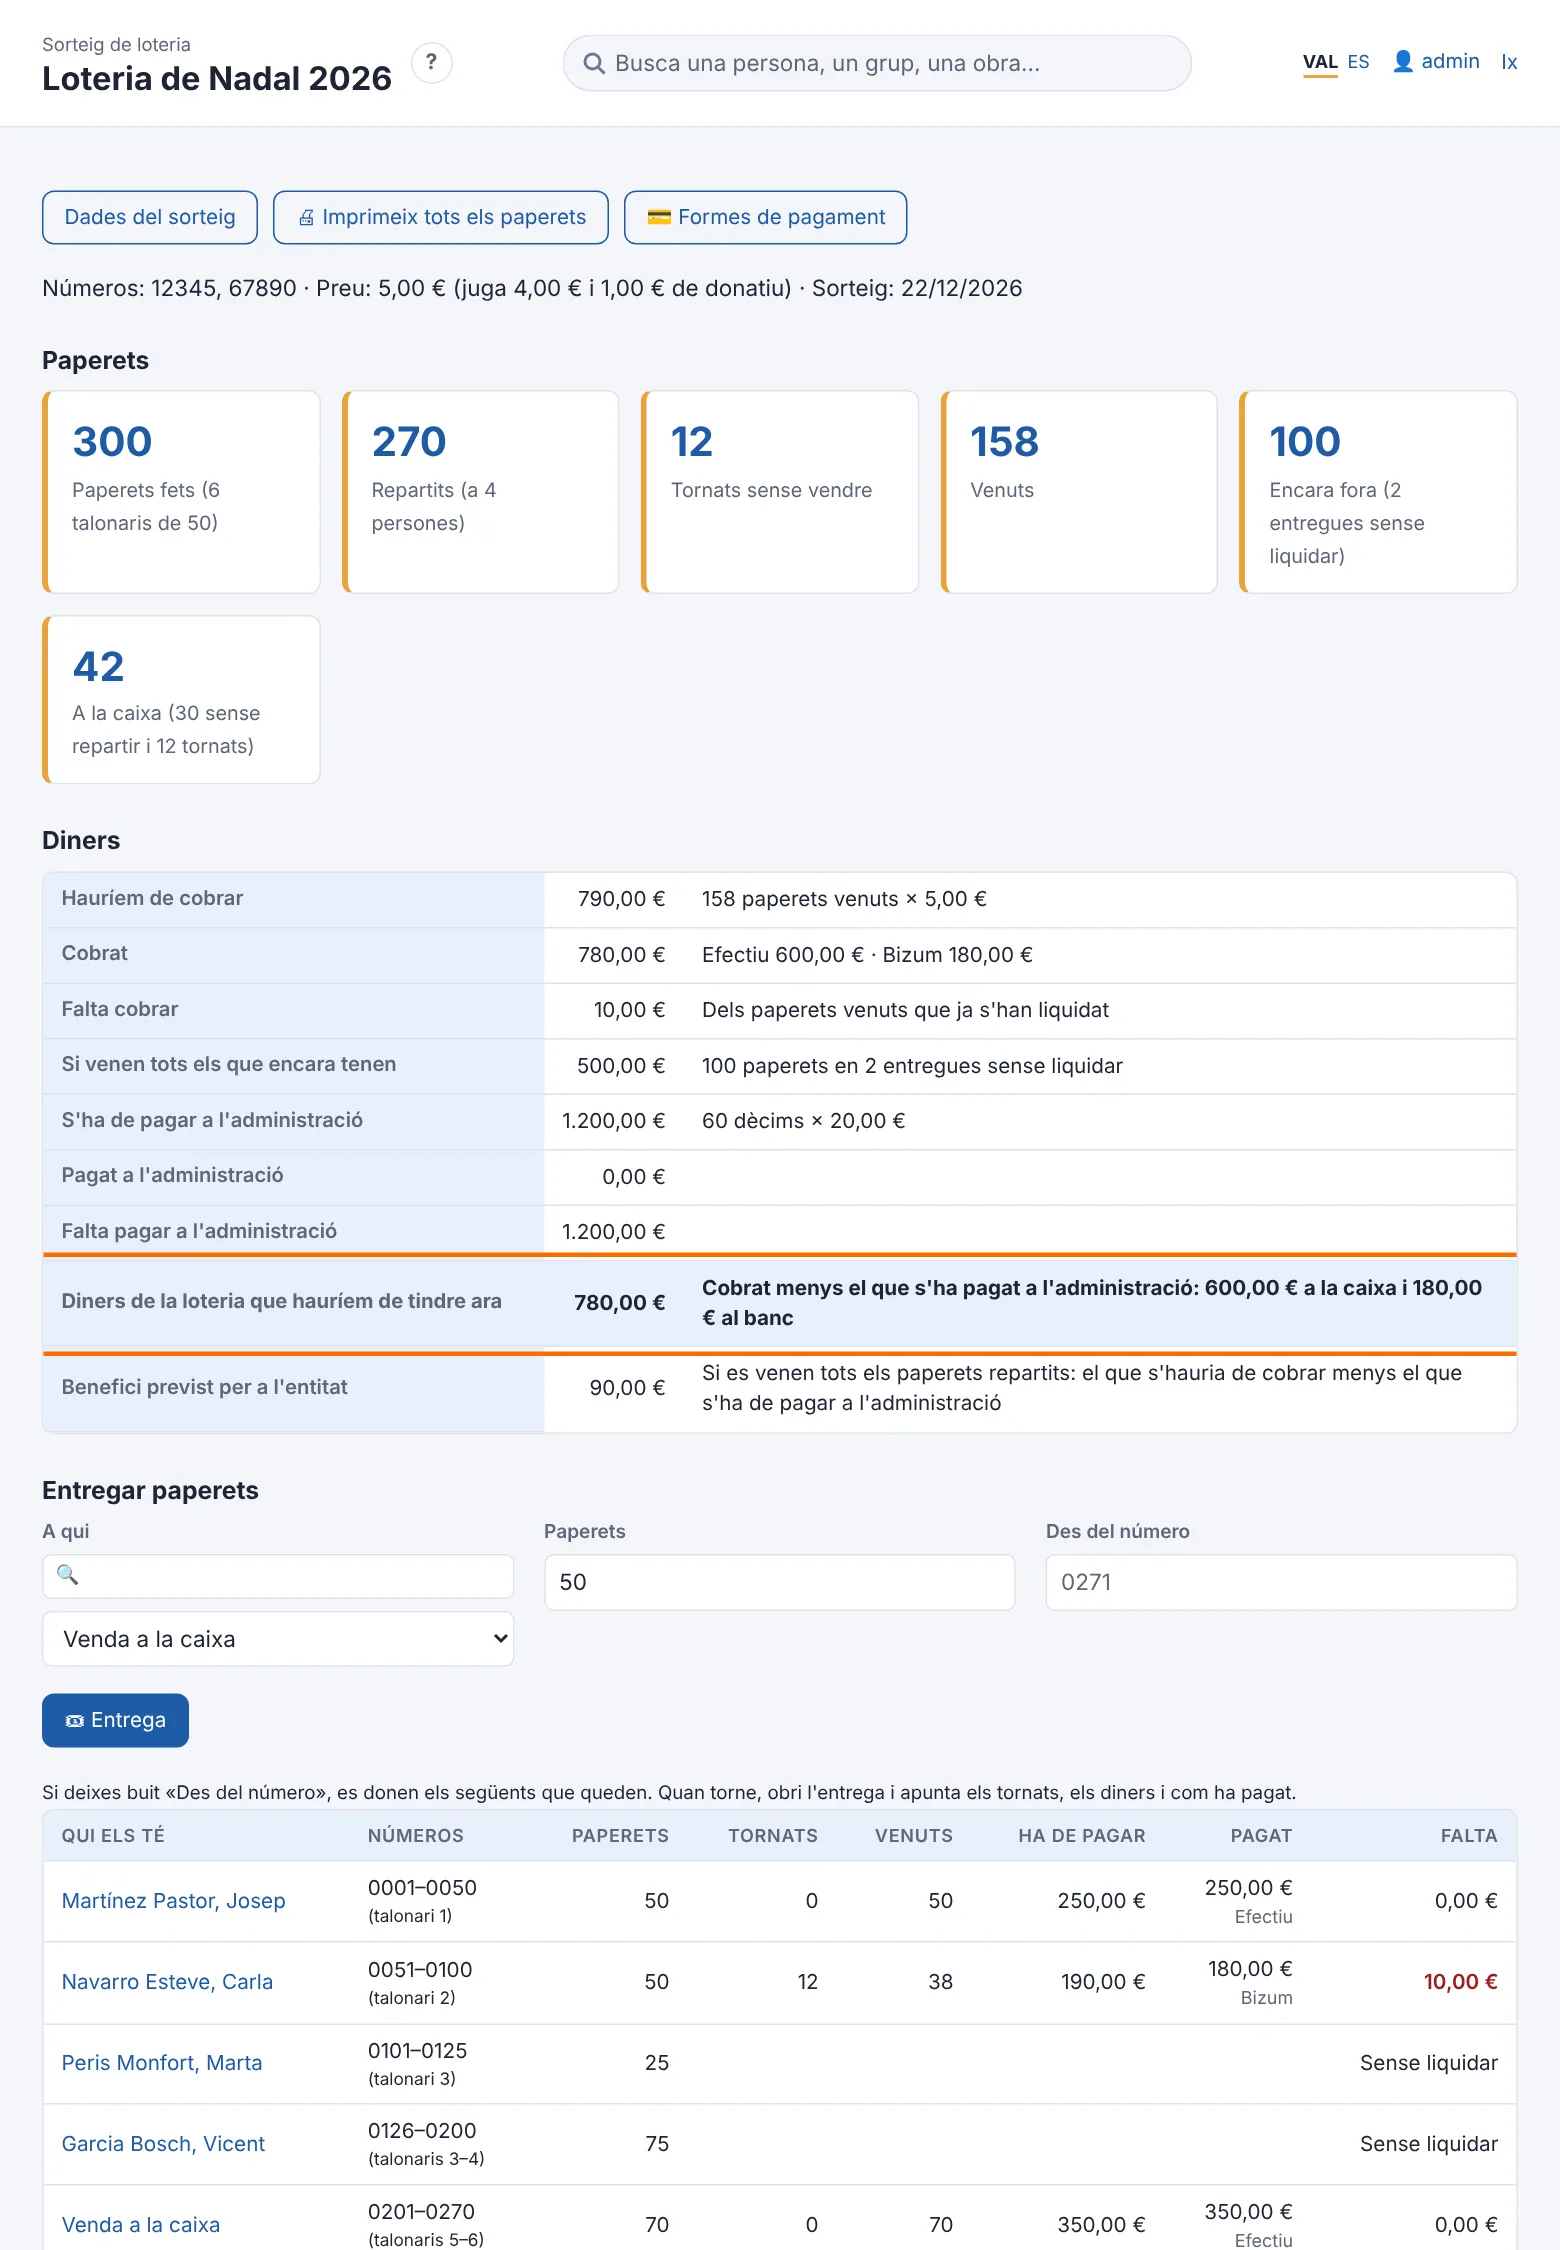 Sorteig de loteria
Loteria de Nadal 2026
?
Busca una persona, un grup, una obra...
VAL ES
admin
Ix
Dades del sorteig
Imprimeix tots els paperets
Formes de pagament
Números: 12345, 67890 · Preu: 5,00 € (juga 4,00 € i 1,00 € de donatiu) · Sorteig: 22/12/2026
Paperets
300
Paperets fets (6
talonaris de 50)
270
Repartits (a 4
persones)
12
Tornats sense vendre
158
Venuts
100
Encara fora (2
entregues sense
liquidar)
42
A la caixa (30 sense
repartir i 12 tornats)
Diners
Hauríem de cobrar 790,00 € 158 paperets venuts × 5,00 €
Cobrat 780,00 € Efectiu 600,00 € · Bizum 180,00 €
Falta cobrar 10,00 € Dels paperets venuts que ja s'han liquidat
Si venen tots els que encara tenen 500,00 € 100 paperets en 2 entregues sense liquidar
S'ha de pagar a l'administració 1.200,00 € 60 dècims × 20,00 €
Pagat a l'administració 0,00 €
Falta pagar a l'administració 1.200,00 €
Diners de la loteria que hauríem de tindre ara 780,00 € Cobrat menys el que s'ha pagat a l'administració: 600,00 € a la caixa i 180,00
€ al banc
Benefici previst per a l'entitat 90,00 € Si es venen tots els paperets repartits: el que s'hauria de cobrar menys el que
s'ha de pagar a l'administració
Entregar paperets
A qui
Venda a la caixa
Paperets
50
Des del número
0271
Entrega
Si deixes buit «Des del número», es donen els següents que queden. Quan torne, obri l'entrega i apunta els tornats, els diners i com ha pagat.
QUI ELS TÉ NÚMEROS PAPERETS TORNATS VENUTS HA DE PAGAR PAGAT FALTA
Martínez Pastor, Josep 0001–0050 50 0 50 250,00 € 250,00 € 0,00 €
(talonari 1) Efectiu
Navarro Esteve, Carla 0051–0100 50 12 38 190,00 € 180,00 € 10,00 €
(talonari 2) Bizum
Peris Monfort, Marta 0101–0125 25 Sense liquidar
(talonari 3)
Garcia Bosch, Vicent 0126–0200 75 Sense liquidar
(talonaris 3–4)
Venda a la caixa 0201–0270 70 0 70 350,00 € 350,00 € 0,00 €
(talonaris 5–6) Efectiu